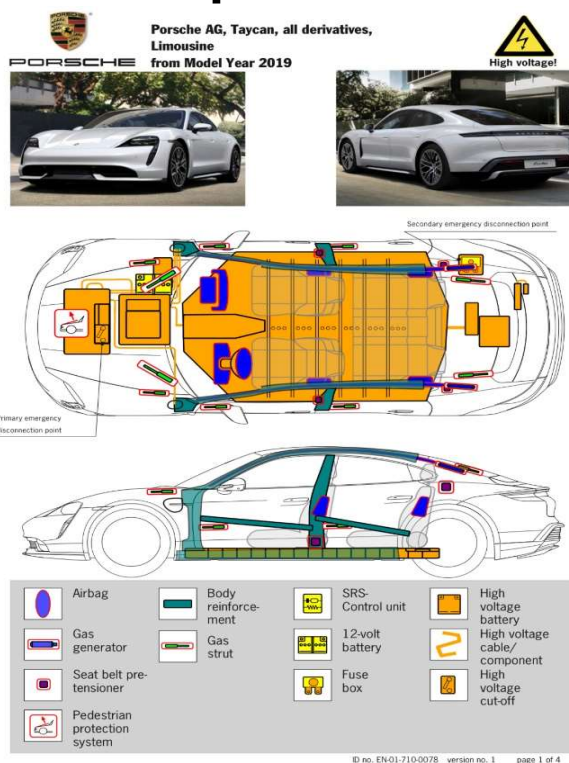 Porsche AG, Taycan, all derivatives,
Limousine
from Model Year 2019
PORSCHE
High voltage!
Secondary emergency disconnection point
Primary emergency
disconnection point
Airbag
Gas
generator
Seat belt pre-
tensioner
Pedestrian
protection
system
Body
reinforce-
ment
Gas
strut
SRS-
Control unit
12-volt
battery
Fuse
box
High
voltage
battery
High voltage
cable/
component
High
voltage
cut-off
ID no. EN-01-710-0078 version no. 1 page 1 of 4